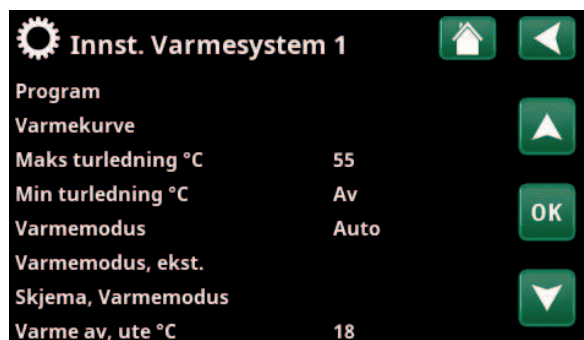 Innst. Varmesystem 1
Program
Varmekurve
Maks turledning °C 55
Min turledning °C Av
Varmemodus Auto
Varmemodus, ekst.
Skjema, Varmemodus
Varme av, ute °C 18
OK